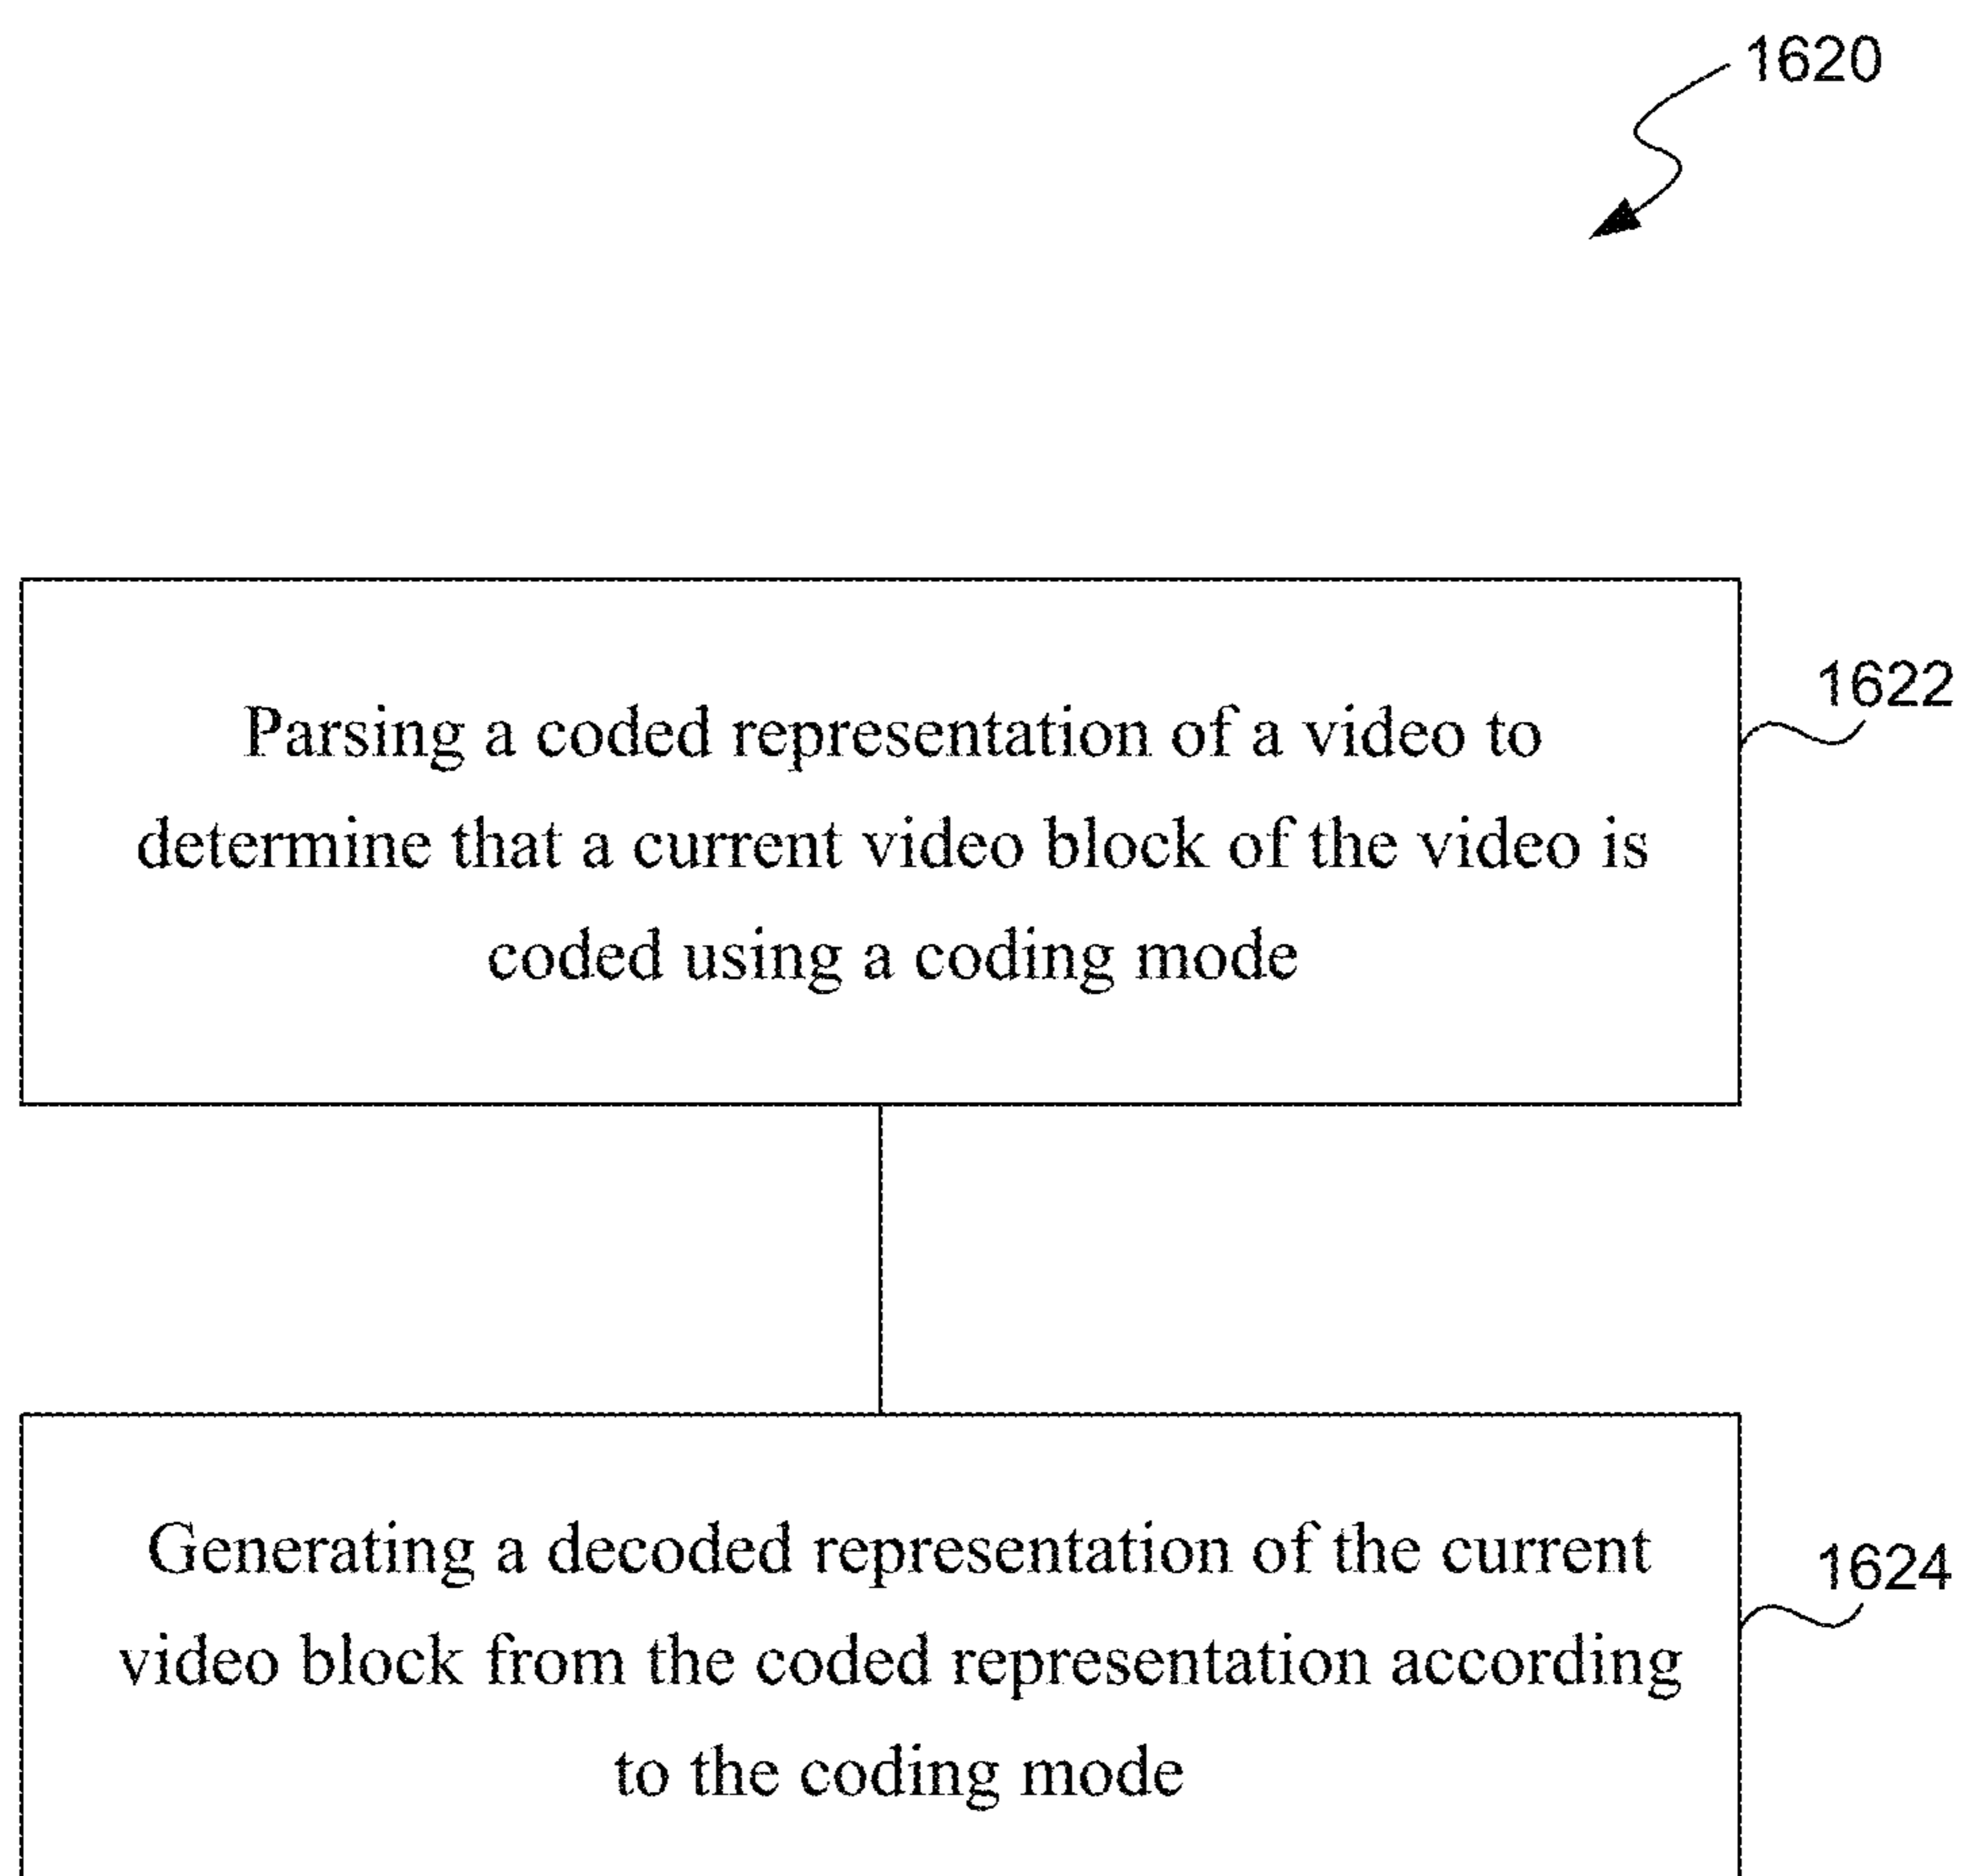 1620
1622
Parsing a coded representation of a video to
determine that a current video block of the video is
coded using a coding mode
1624
Generating a decoded representation of the current
video block from the coded representation according
to the coding mode